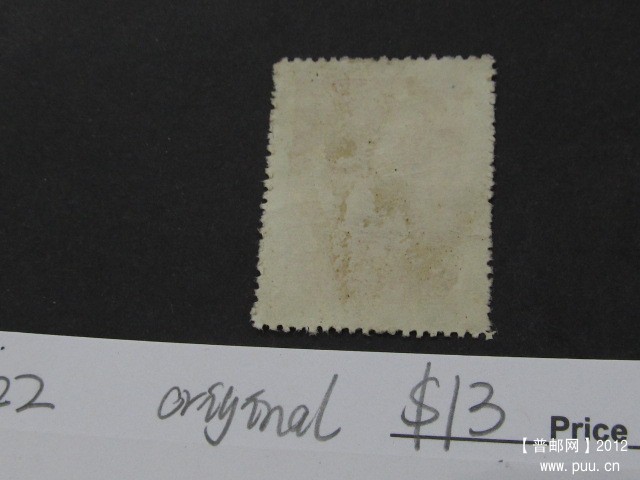 22 original $13 Price
【普邮网】2012
www.puu.cn